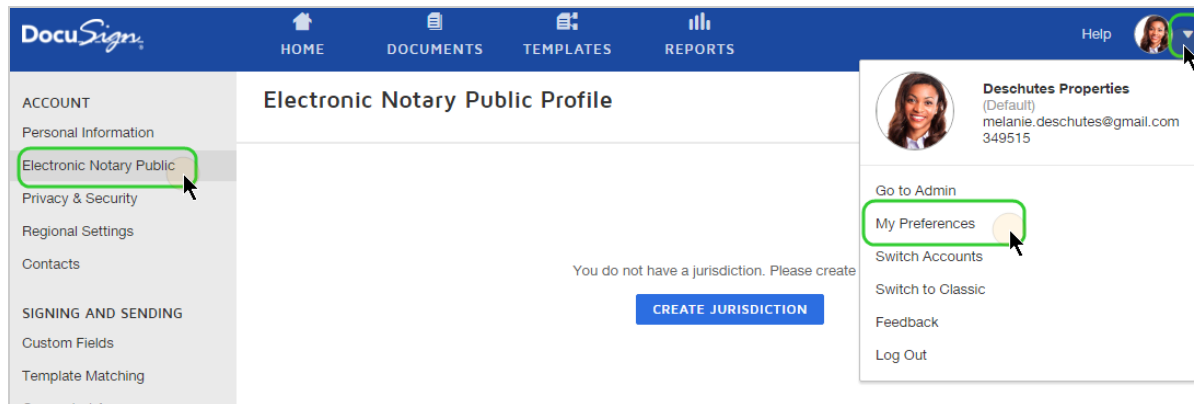 DocuSign
HOME
DOCUMENTS
TEMPLATES
REPORTS
Help
ACCOUNT
Personal Information
Electronic Notary Public
Privacy & Security
Regional Settings
Contacts
SIGNING AND SENDING
Custom Fields
Template Matching
Electronic Notary Public Profile
You do not have a jurisdiction. Please create
CREATE JURISDICTION
Deschutes Properties
(Default)
melanie.deschutes@gmail.com
349515
Go to Admin
My Preferences
Switch Accounts
Switch to Classic
Feedback
Log Out